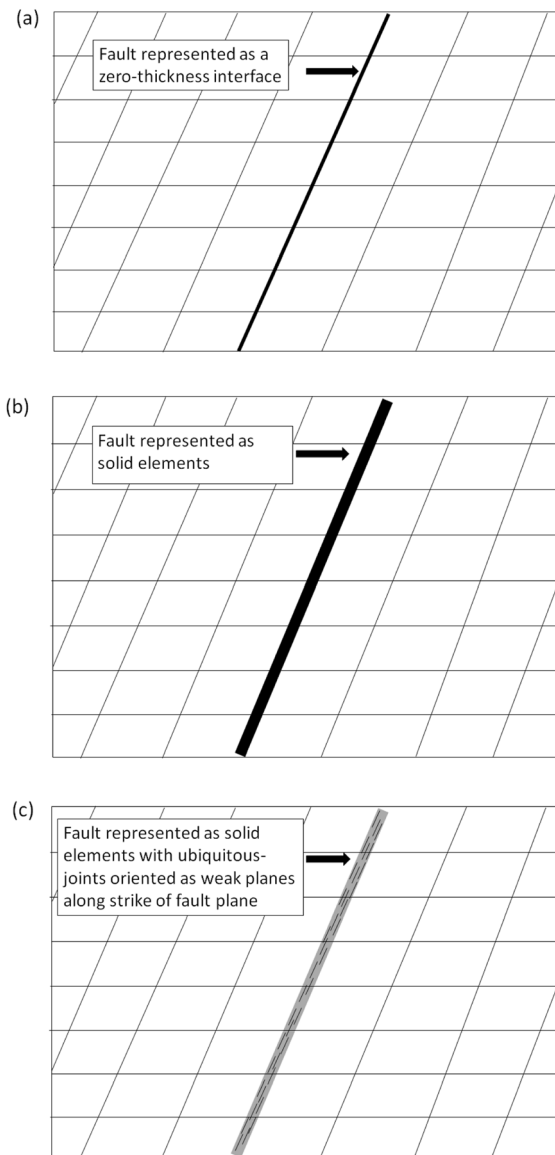 (a)
Fault represented as a
zero-thickness interface
(b)
Fault represented as
solid elements
(c)
Fault represented as solid
elements with ubiquitous-
joints oriented as weak planes
along strike of fault plane